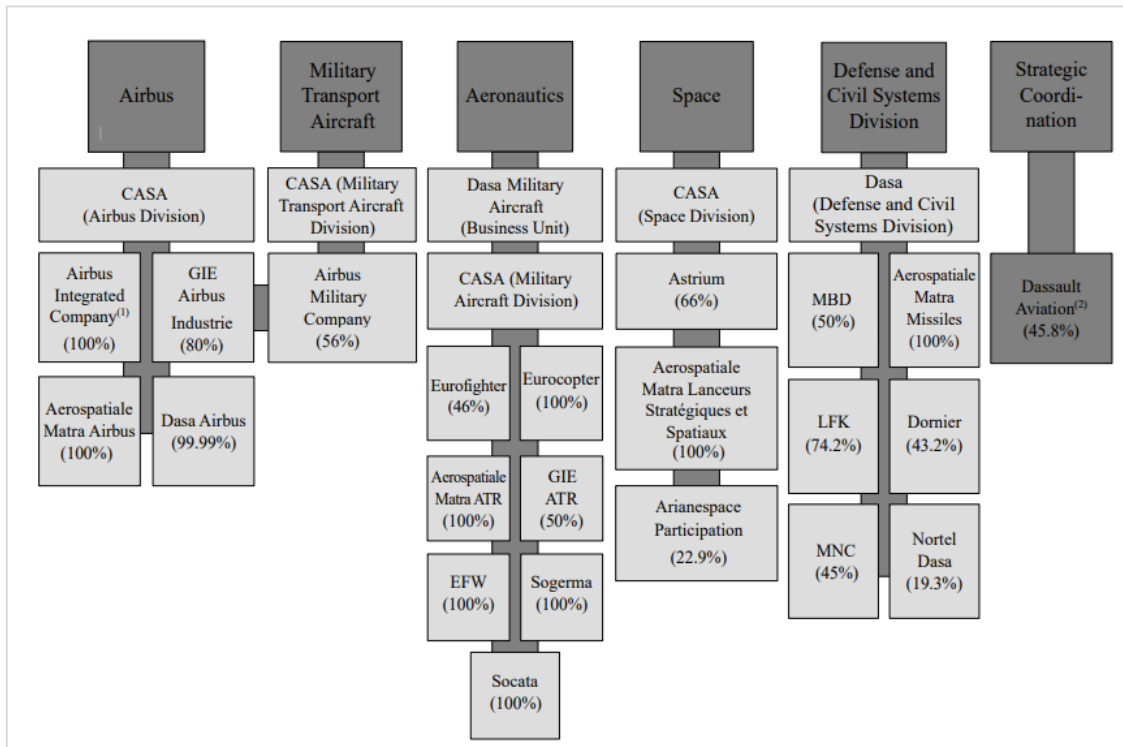 Airbus
Military
Transport
Aircraft
Aeronautics
Space
Defense and
Civil Systems
Division
Strategic
Coordi-
nation
CASA
(Airbus Division)
CASA (Military
Transport Aircraft
Division)
Dasa Military
Aircraft
(Business Unit)
CASA
(Space Division)
Dasa
(Defense and Civil
Systems Division)
Airbus
Integrated
Company(1)
(100%)
GIE
Airbus
Industrie
(80%)
Airbus
Military
Company
(56%)
CASA (Military
Aircraft Division)
Astrium
(66%)
MBD
(50%)
Aerospatiale
Matra
Missiles
(100%)
Dassault
Aviation(2)
(45.8%)
Aerospatiale
Matra Airbus
(100%)
Dasa Airbus
(99.99%)
Eurofighter
(46%)
Eurocopter
(100%)
Aerospatiale
Matra Lanceurs
Stratégiques et
Spatiaux
(100%)
LFK
(74.2%)
Dornier
(43.2%)
Aerospatiale
Matra ATR
(100%)
GIE
ATR
(50%)
Arianespace
Participation
(22.9%)
MNC
(45%)
Nortel
Dasa
(19.3%)
EFW
(100%)
Sogerma
(100%)
Socata
(100%)